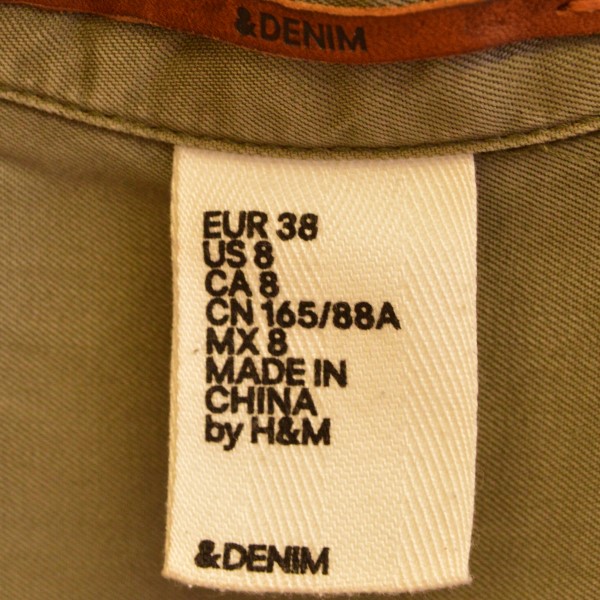 &DENIM
EUR 38
US 8
CA 8
CN 165/88A
MX 8
MADE IN
CHINA
by H&M
&DENIM